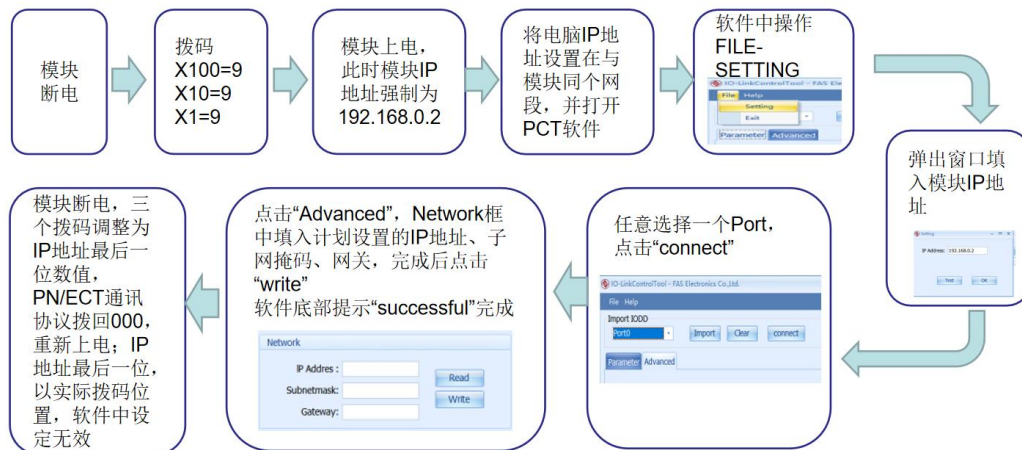 模块
断电
拨码
X100=9
X10=9
X1=9
模块上电，
此时模块IP
地址强制为
192.168.0.2
将电脑IP地
址设置在与
模块同个网
段，并打开
PCT软件
软件中操作
FILE-
SETTING
IO-LinkControlTool - FAS Ele
File Help
Setting
Exit
Parameter Advanced
弹出窗口填
入模块IP地
址
Setting
IP Address: 192.168.0.2
Test OK
任意选择一个Port，
点击“connect”
IO-LinkControlTool - FAS Electronics Co.,Ltd.
File Help
Import IODD
Port0 Import Clear connect
Parameter Advanced
点击“Advanced”，Network框
中填入计划设置的IP地址、子
网掩码、网关，完成后点击
“write”
软件底部提示“successful”完成
Network
IP Addres :
Read
Subnetmask:
Write
Gateway:
模块断电，三
个拨码调整为
IP地址最后一
位数值，
PN/ECT通讯
协议拨回000，
重新上电；IP
地址最后一位，
以实际拨码位
置，软件中设
定无效